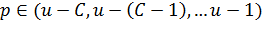 p ∈ (u − C, u − (C − 1), … u − 1)